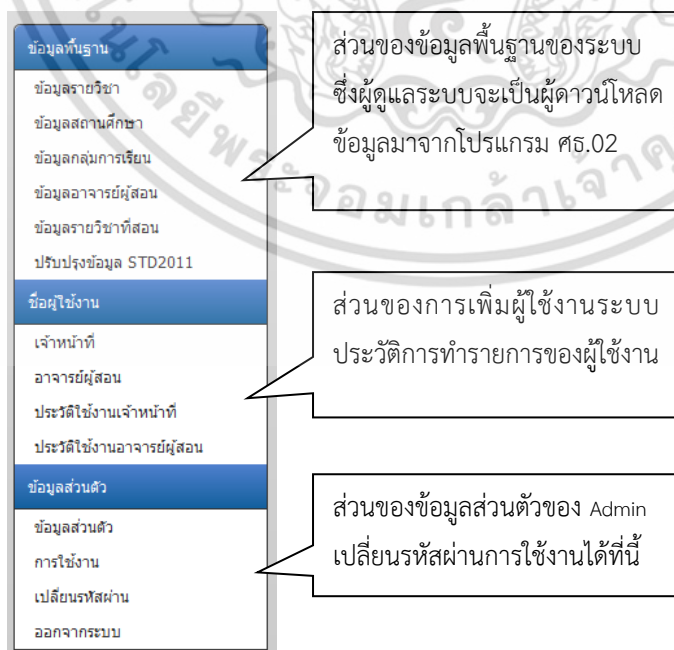 ข้อมูลพื้นฐาน
ข้อมูลรายวิชา
ข้อมูลสถานศึกษา
ข้อมูลกลุ่มการเรียน
ข้อมูลอาจารย์ผู้สอน
ข้อมูลรายวิชาที่สอน
ปรับปรุงข้อมูล STD2011
ชื่อผู้ใช้งาน
เจ้าหน้าที่
อาจารย์ผู้สอน
ประวัติใช้งานเจ้าหน้าที่
ประวัติใช้งานอาจารย์ผู้สอน
ข้อมูลส่วนตัว
ข้อมูลส่วนตัว
การใช้งาน
เปลี่ยนรหัสผ่าน
ออกจากระบบ
ส่วนของข้อมูลพื้นฐานของระบบ
ซึ่งผู้ดูแลระบบจะเป็นผู้ดาวน์โหลด
ข้อมูลมาจากโปรแกรม ศธ.02
ส่วนของการเพิ่มผู้ใช้งานระบบ
ประวัติการทำรายการของผู้ใช้งาน
ส่วนของข้อมูลส่วนตัวของ Admin
เปลี่ยนรหัสผ่านการใช้งานได้ที่นี้